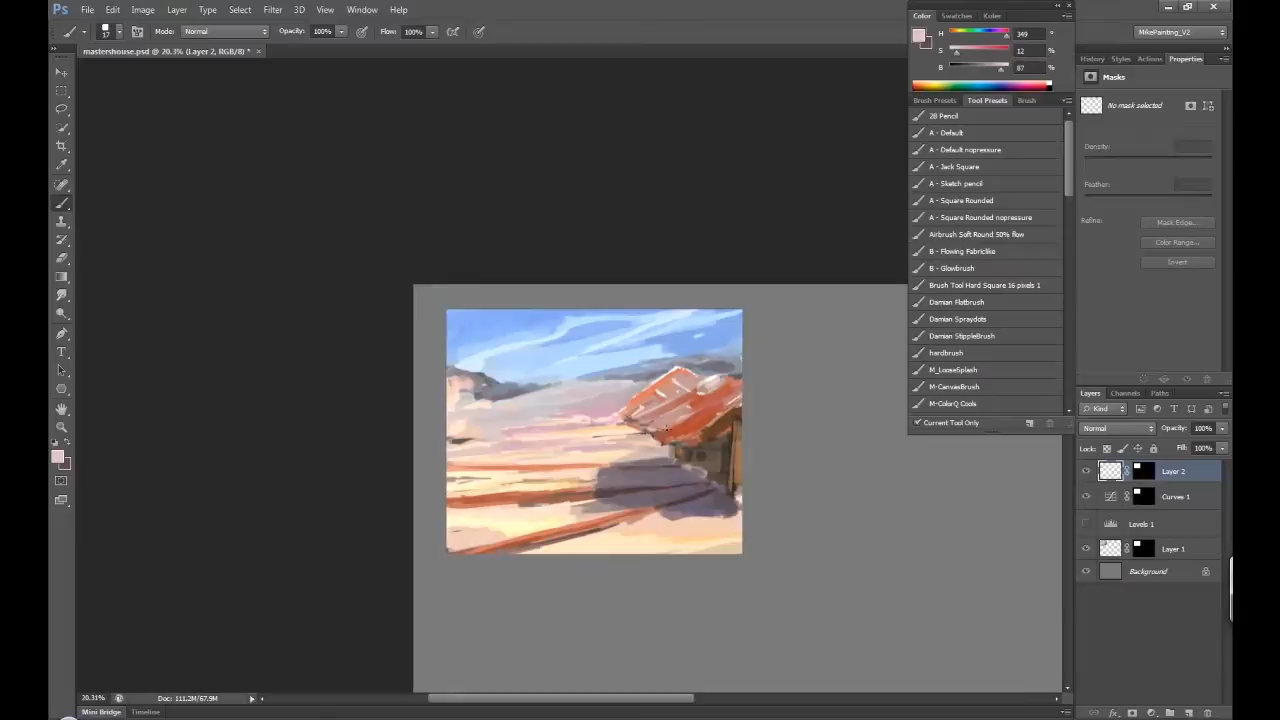 Ps File Edit Image Layer Type Select Filter 3D View Window Help
17 Mode: Normal Opacity: 100% Flow: 100% MikePainting_V2
mastershouse.psd @ 20.3% (Layer 2, RGB/8) * ×
Color Swatches Kuler
H 349 °
S 12 %
B 87 %
Brush Presets Tool Presets Brush
2B Pencil
A - Default
A - Default nopressure
A - Jack Square
A - Sketch pencil
A - Square Rounded
A - Square Rounded nopressure
Airbrush Soft Round 50% flow
B - Flowing Fabriclike
B - Glowbrush
Brush Tool Hard Square 16 pixels 1
Damian Flatbrush
Damian Spraydots
Damian StippleBrush
hardbrush
M_LooseSplash
M-CanvasBrush
M-ColorQ Cools
Current Tool Only
History Styles Actions Properties
Masks
No mask selected
Density:
Feather:
Refine: Mask Edge...
Color Range...
Invert
Layers Channels Paths
Kind
Normal Opacity: 100%
Lock: Fill: 100%
Layer 2
Curves 1
Levels 1
Layer 1
Background
20.31% Doc: 111.2M/67.9M
Mini Bridge Timeline